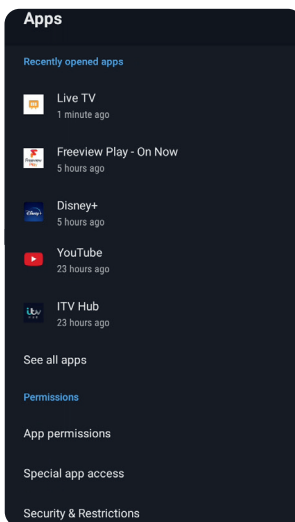 Apps
Recently opened apps
Live TV
1 minute ago
Freeview Play - On Now
5 hours ago
Disney+
5 hours ago
YouTube
23 hours ago
ITV Hub
23 hours ago
See all apps
Permissions
App permissions
Special app access
Security & Restrictions